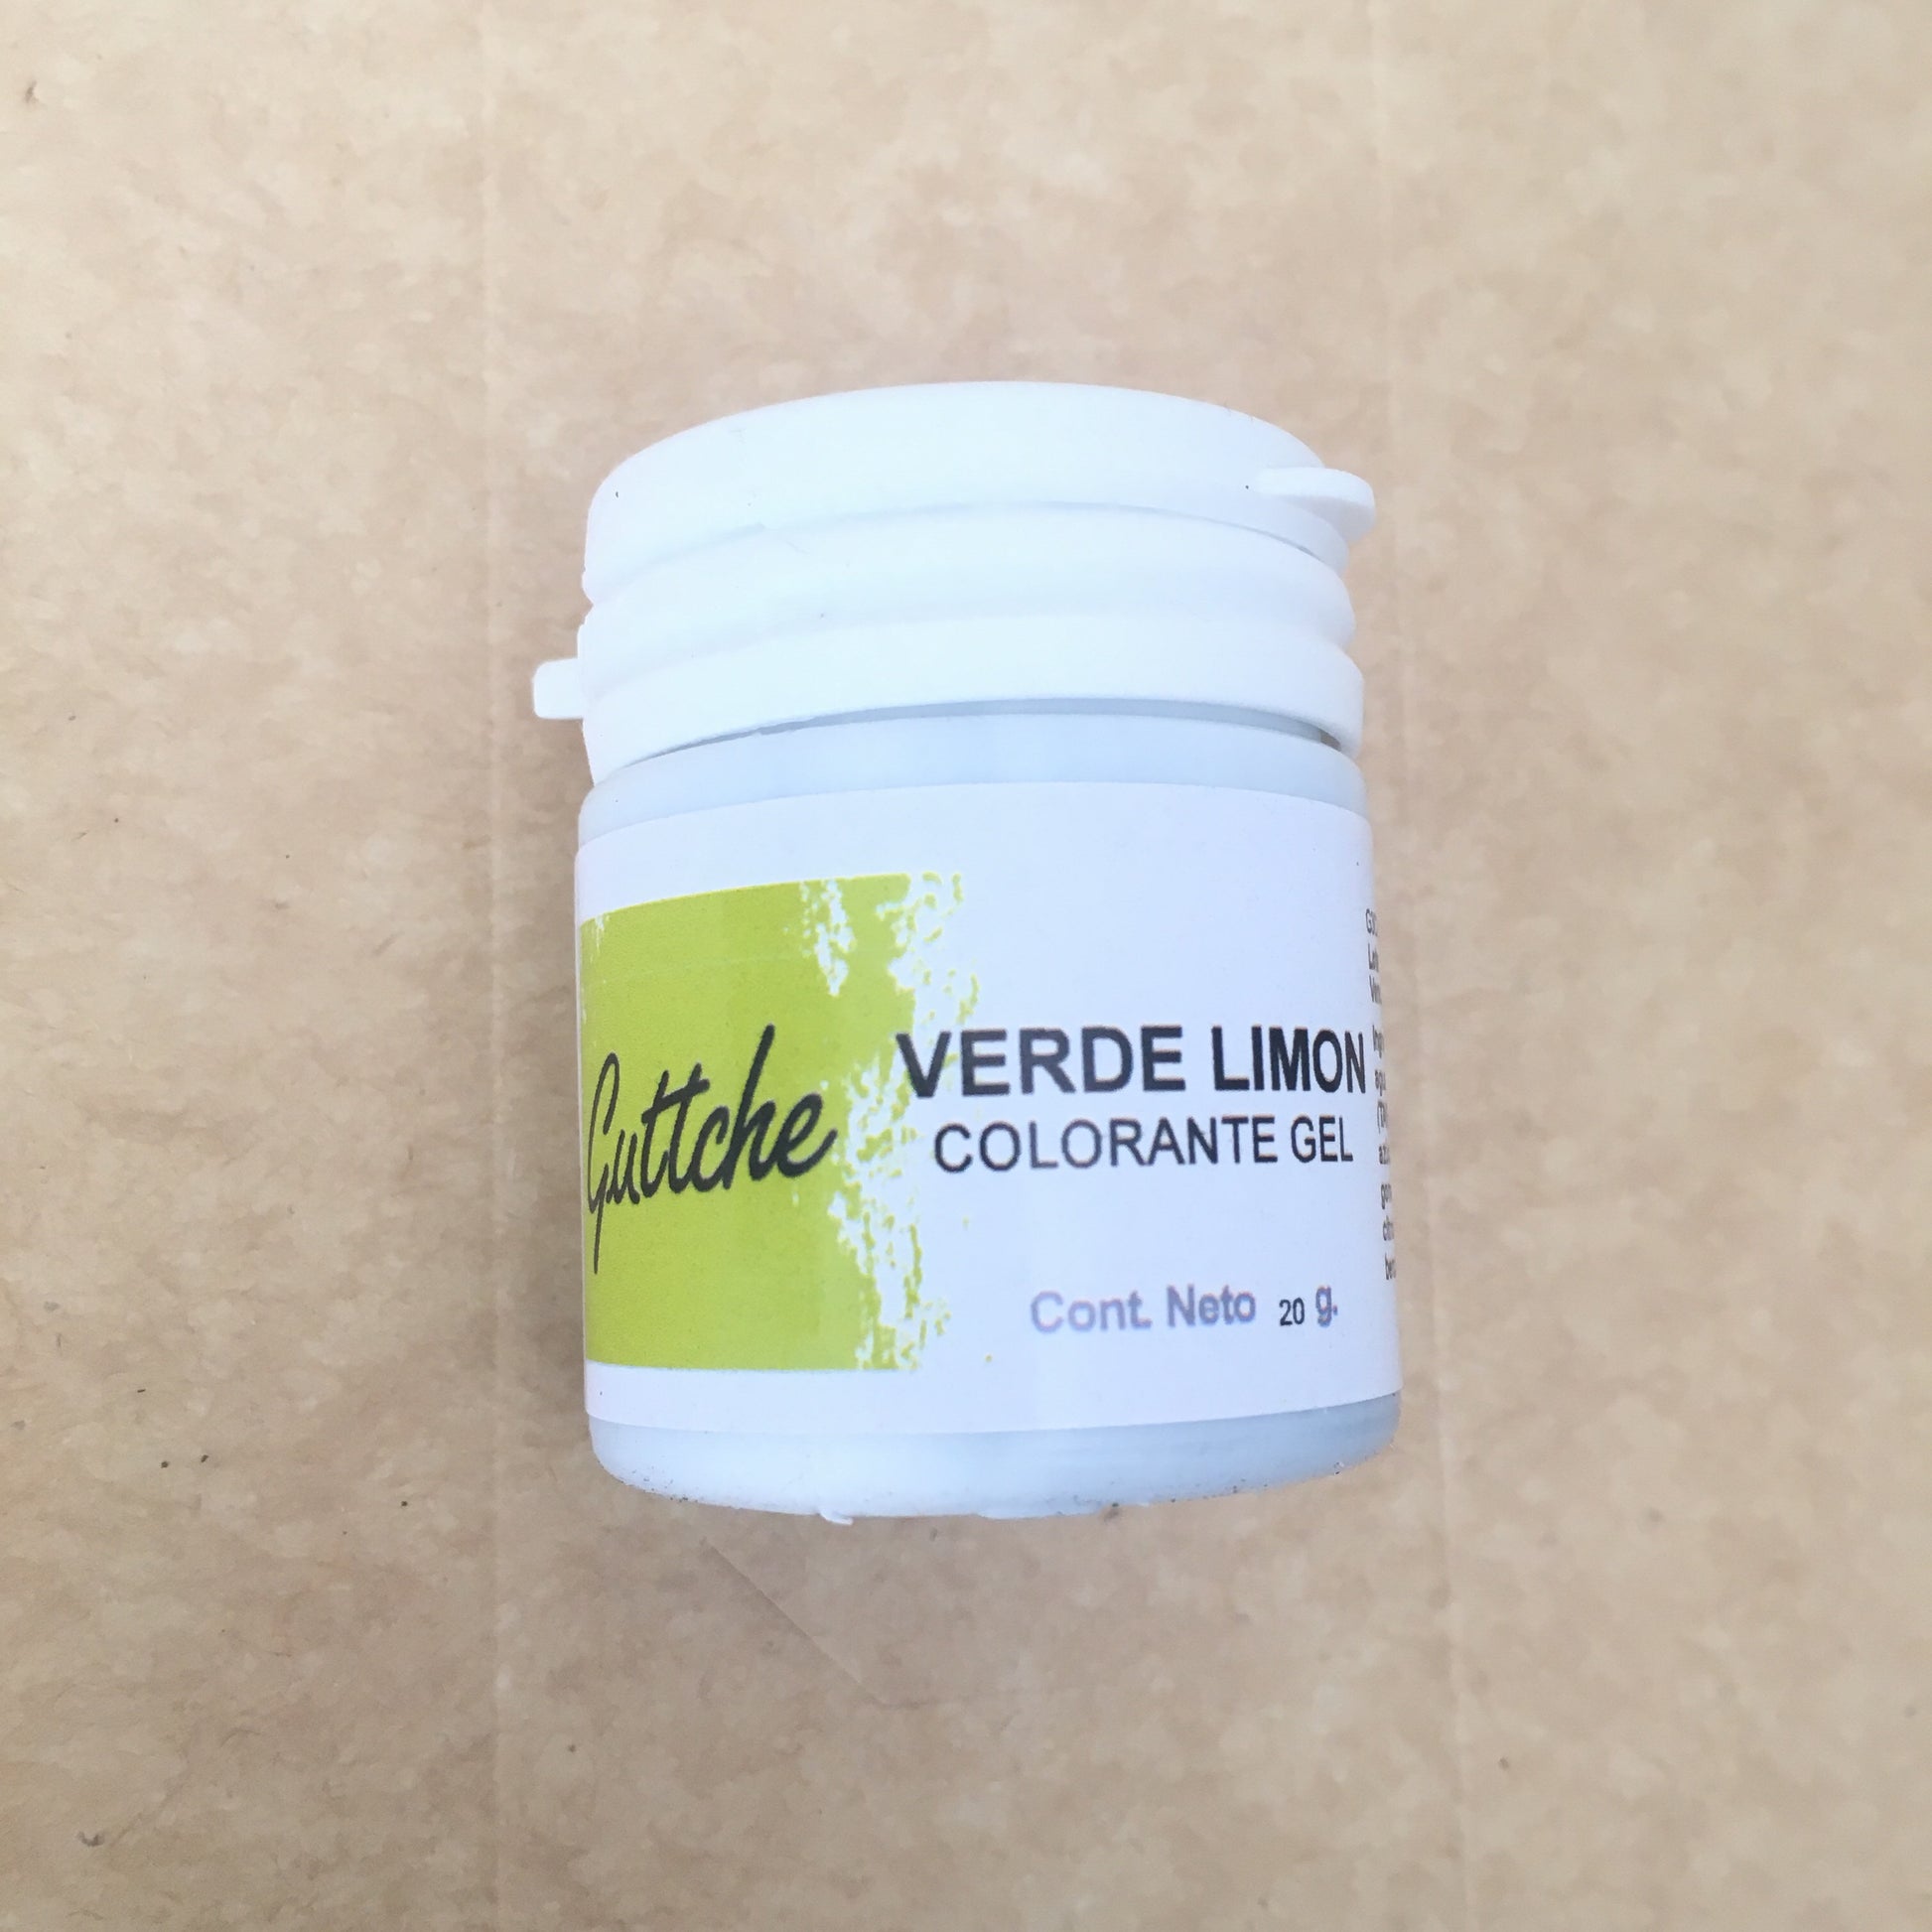 Guttche
VERDE LIMON
COLORANTE GEL
Cont. Neto 20 g.